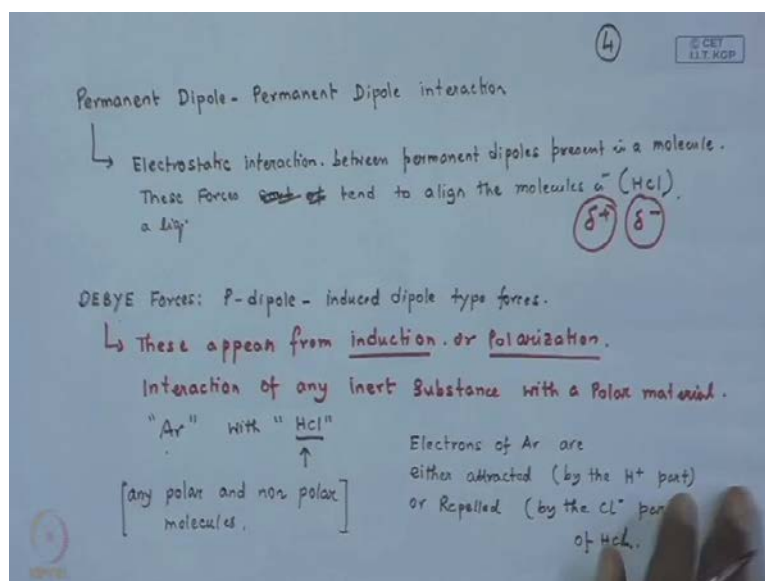 4
© CET
I.I.T. KGP
Permanent Dipole - Permanent Dipole interaction
Electrostatic interaction. between permanent dipoles present in a molecule.
These Forces tend to align the molecules in (HCl).
a liq.
δ+ δ-
DEBYE Forces: P-dipole - induced dipole type forces.
These appear from induction. or Polarization.
Interaction of any inert Substance with a Polar material.
"Ar" with "HCl"
[any polar and non polar
molecules.]
Electrons of Ar are
either attracted (by the H+ part)
or Repelled (by the Cl-
of HCl.